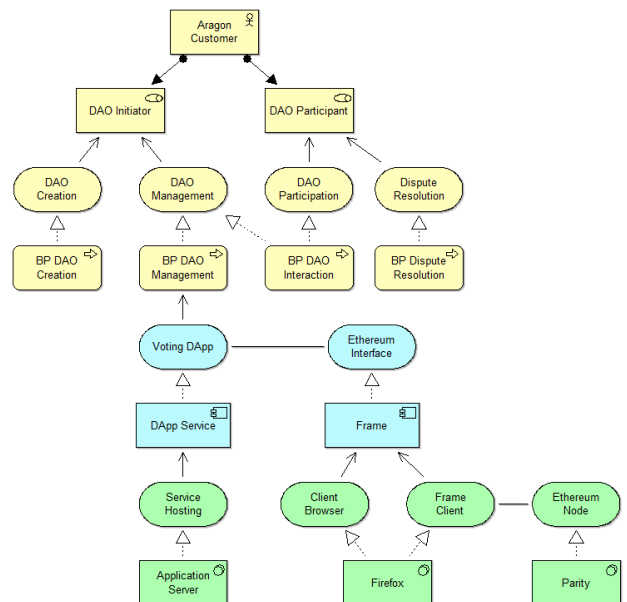 Aragon
Customer
DAO Initiator
DAO Participant
DAO
Creation
DAO
Management
DAO
Participation
Dispute
Resolution
BP DAO
Creation
BP DAO
Management
BP DAO
Interaction
BP Dispute
Resolution
Voting DApp
Ethereum
Interface
DApp Service
Frame
Service
Hosting
Client
Browser
Frame
Client
Ethereum
Node
Application
Server
Firefox
Parity